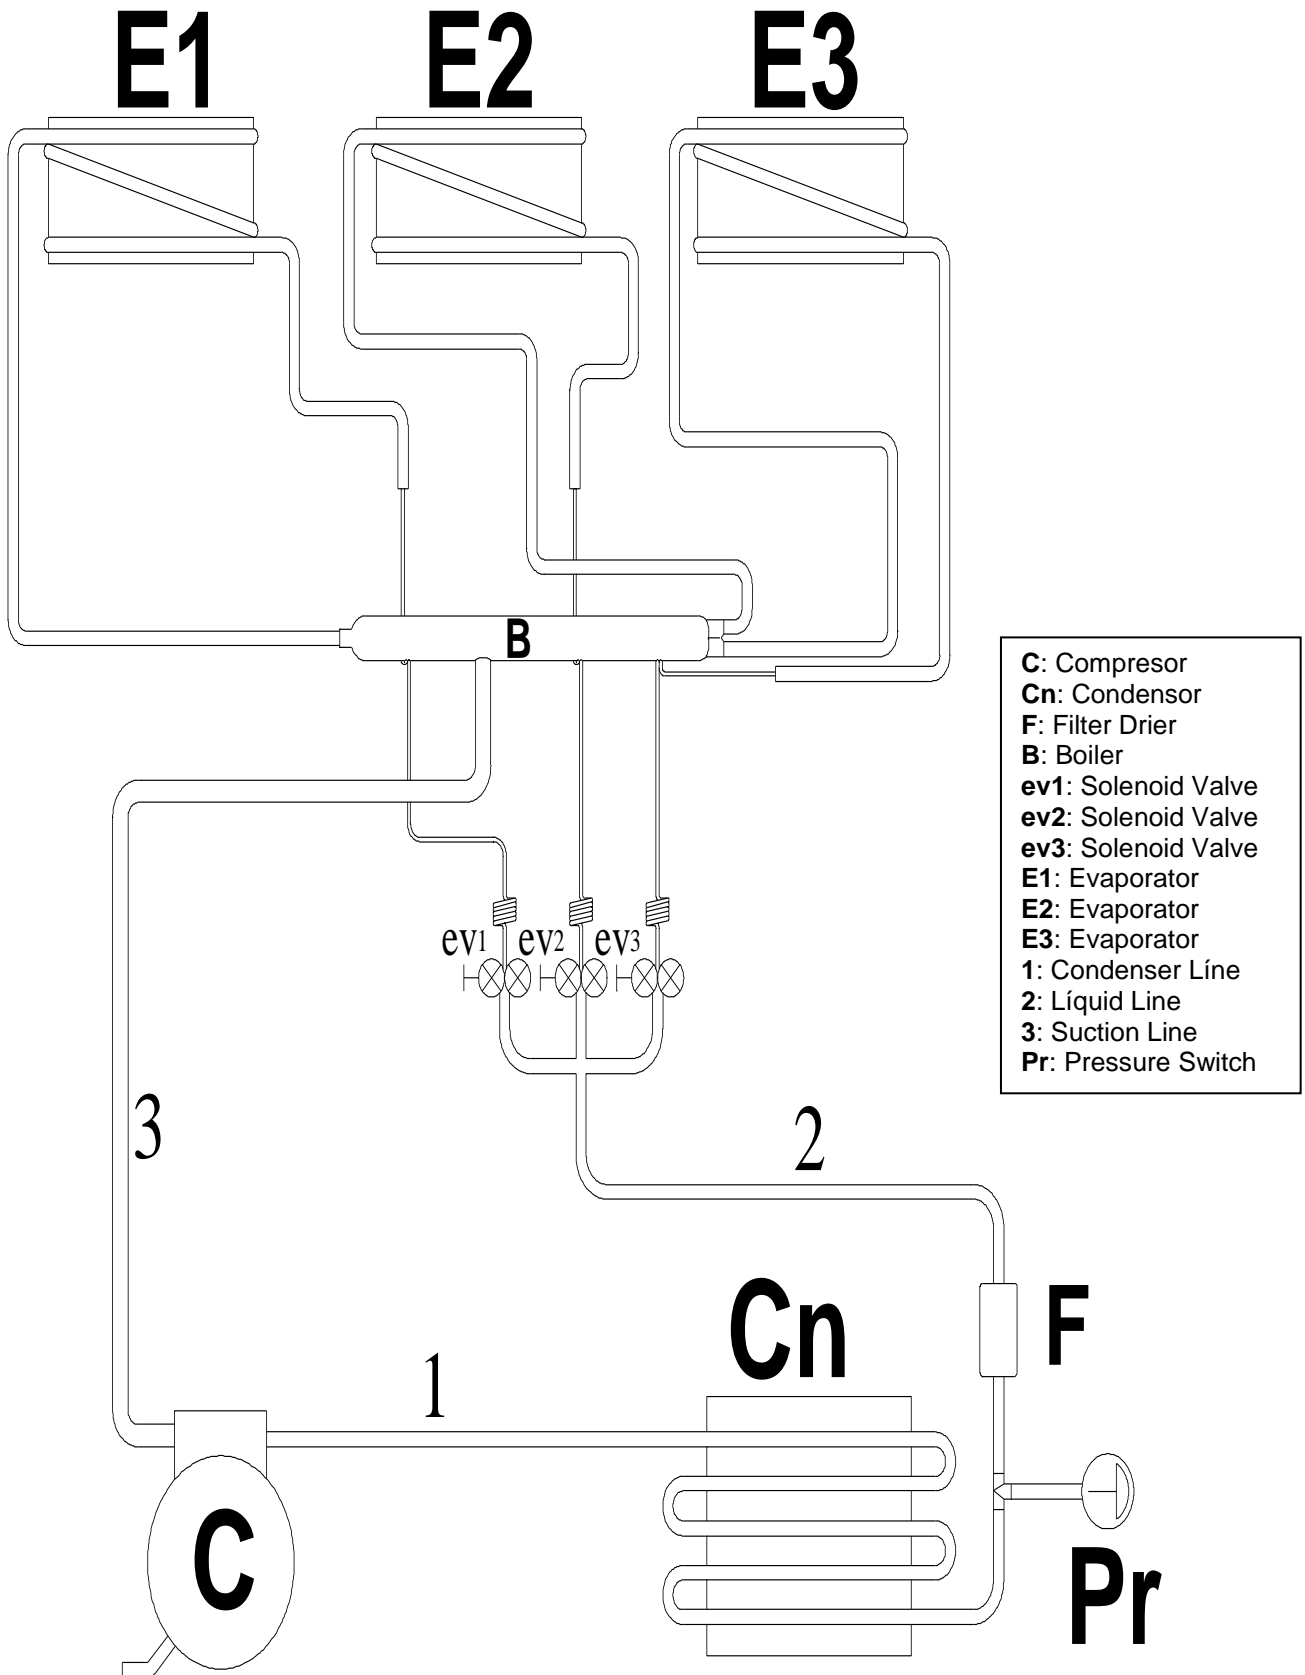 E1 E2 E3
B
C: Compresor
Cn: Condensor
F: Filter Drier
B: Boiler
ev1: Solenoid Valve
ev2: Solenoid Valve
ev3: Solenoid Valve
E1: Evaporator
E2: Evaporator
E3: Evaporator
1: Condenser Líne
2: Líquid Line
3: Suction Line
Pr: Pressure Switch
ev1 ev2 ev3
3
2
Cn
F
1
C
Pr